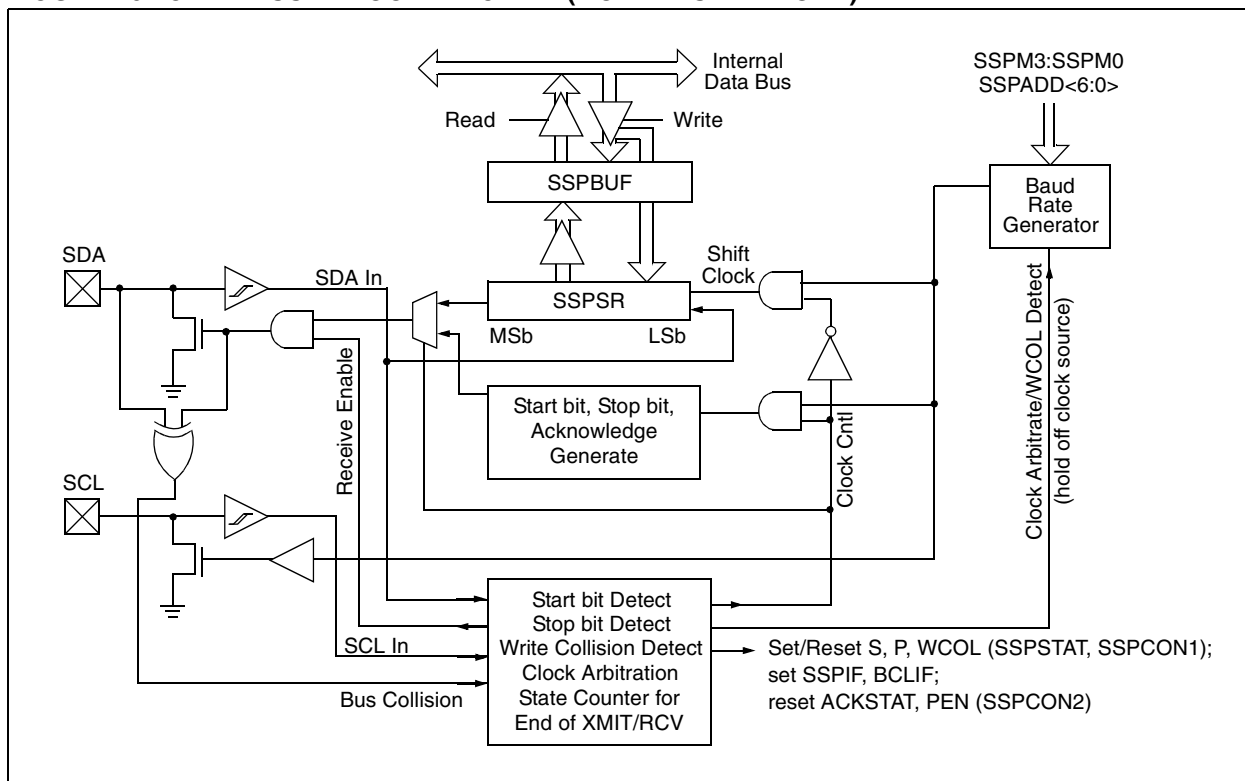 Internal
Data Bus
SSPM3:SSPM0
SSPADD<6:0>
Read
Write
SSPBUF
Baud
Rate
Generator
SDA
SDA In
Shift
Clock
SSPSR
MSb
LSb
Start bit, Stop bit,
Acknowledge
Generate
Receive Enable
Clock Cntl
Clock Arbitrate/WCOL Detect
(hold off clock source)
SCL
SCL In
Bus Collision
Start bit Detect
Stop bit Detect
Write Collision Detect
Clock Arbitration
State Counter for
End of XMIT/RCV
Set/Reset S, P, WCOL (SSPSTAT, SSPCON1);
set SSPIF, BCLIF;
reset ACKSTAT, PEN (SSPCON2)